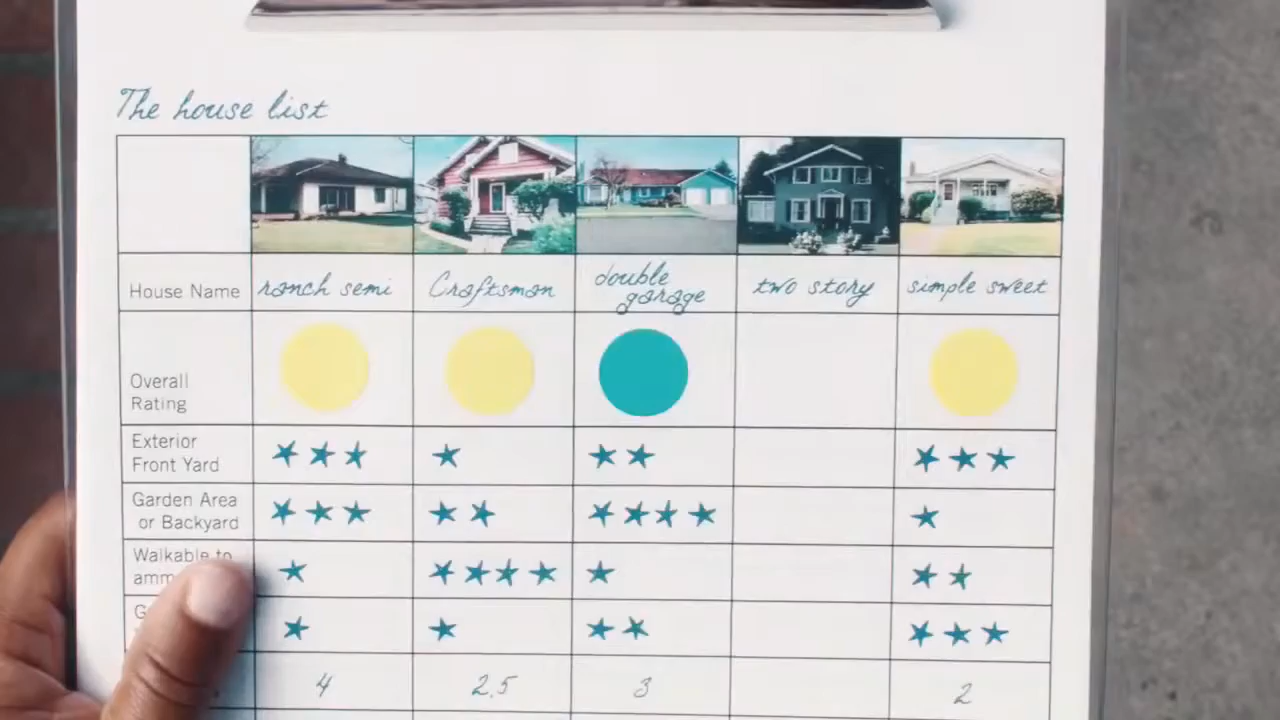 The house list
House Name ranch semi Craftsman double garage two story simple sweet
Overall
Rating
Exterior
Front Yard
Garden Area
or Backyard
Walkable to
4 2.5 3 2